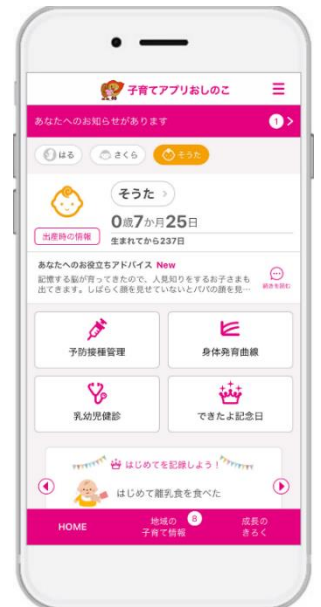 子育てアプリおしのこ
あなたへのお知らせがあります
1
はる
さくら
そうた
そうた
0歳7か月25日
出産時の情報
生まれてから237日
あなたへのお役立ちアドバイス New
記憶する脳が育ってきたので、人見知りをするお子さまも
出てきます。しばらく顔を見せていないとパパの顔を見…
続きを読む
予防接種管理
身体発育曲線
乳幼児健診
できたよ記念日
はじめてを記録しよう！
はじめて離乳食を食べた
HOME
地域の
子育て情報
8
成長の
きろく